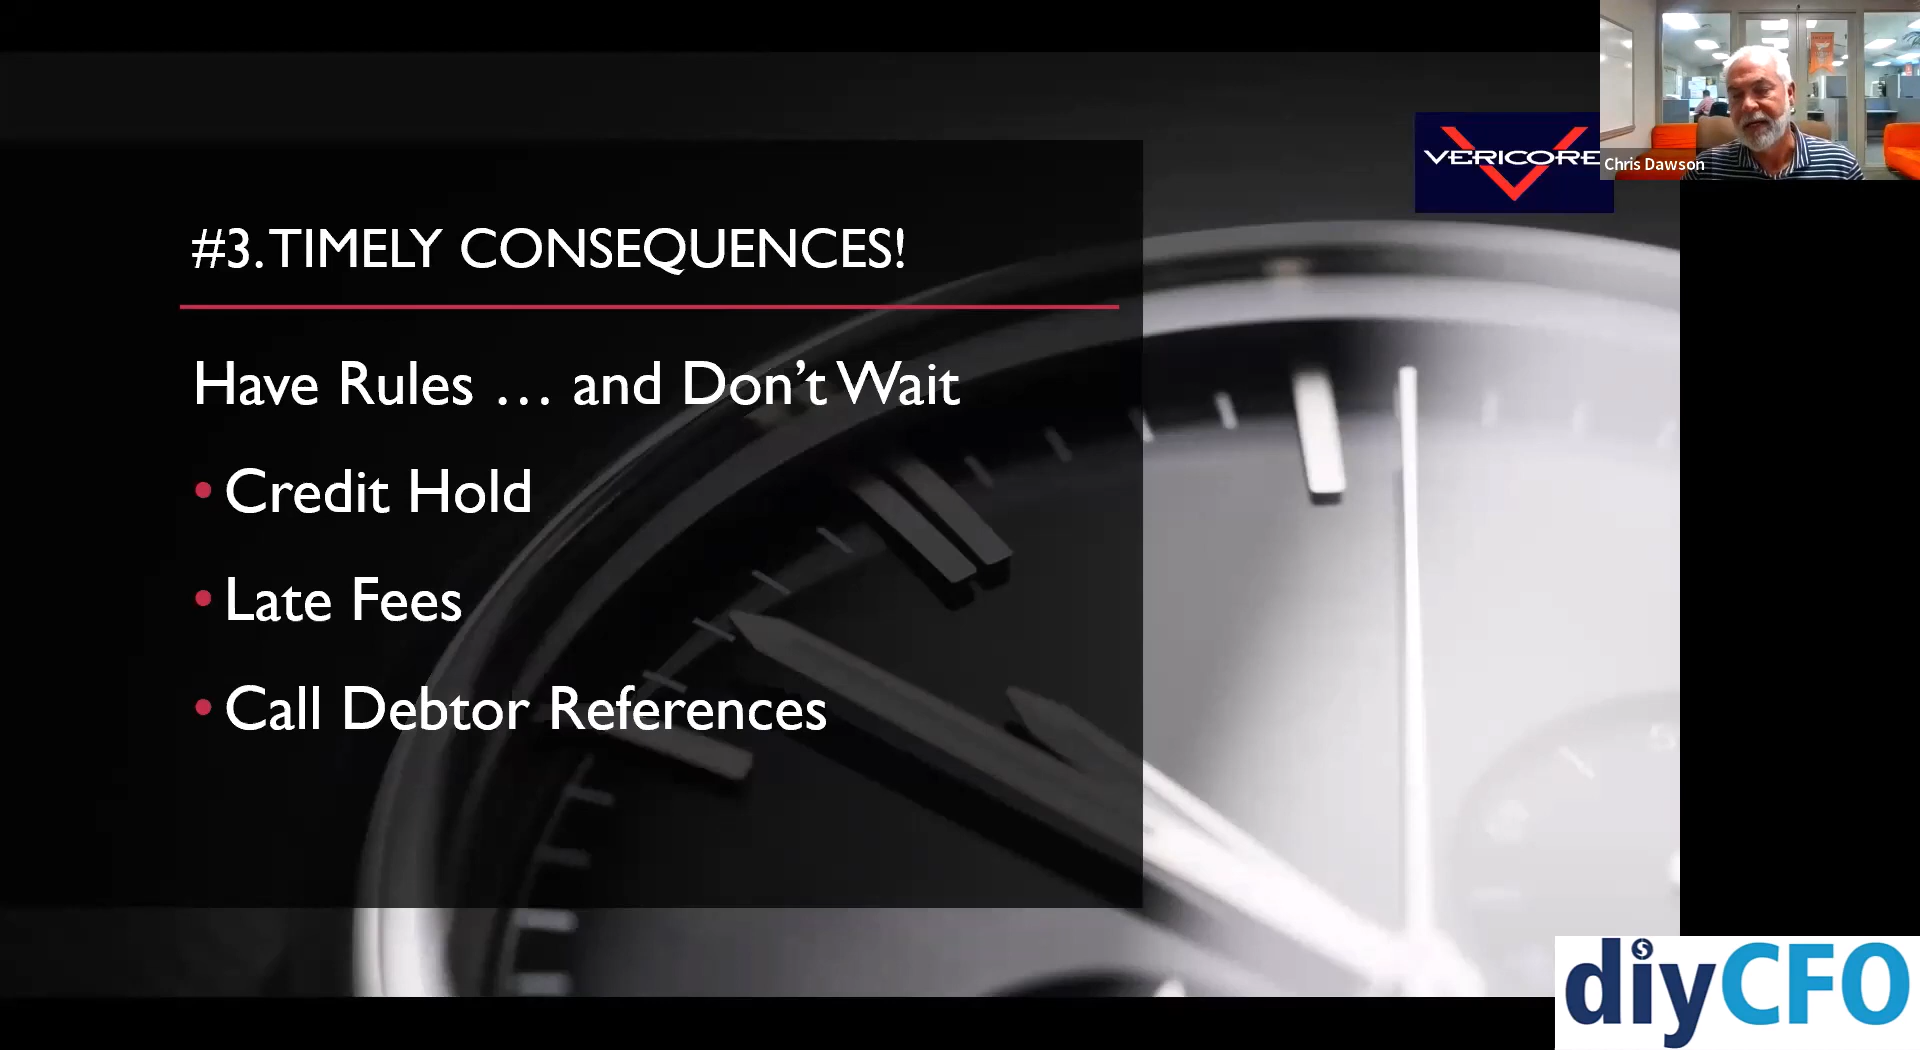 VERICORE
Chris Dawson
#3. TIMELY CONSEQUENCES!
Have Rules … and Don't Wait
• Credit Hold
• Late Fees
• Call Debtor References
diyCFO